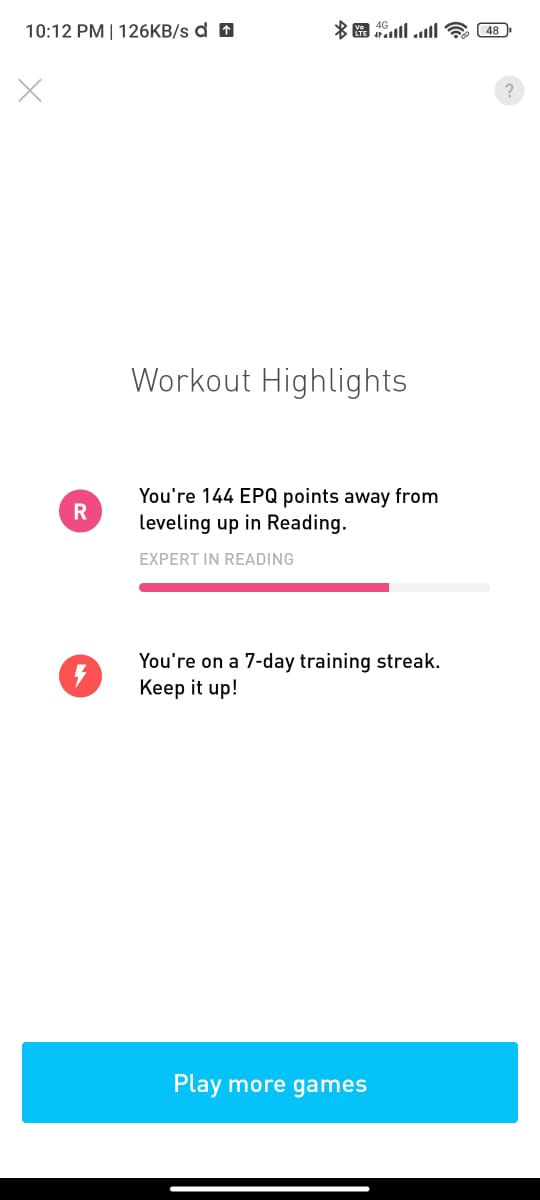 10:12 PM | 126KB/s d
Vo LTE 4G 48
?
Workout Highlights
R
You're 144 EPQ points away from
leveling up in Reading.
EXPERT IN READING
You're on a 7-day training streak.
Keep it up!
Play more games